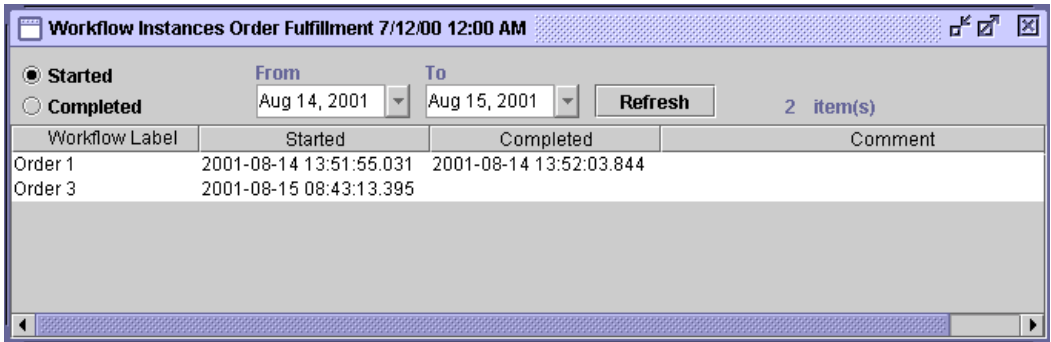 Workflow Instances Order Fulfillment 7/12/00 12:00 AM
Started From To
Completed Aug 14, 2001 Aug 15, 2001 Refresh 2 item(s)
Workflow Label Started Completed Comment
Order 1 2001-08-14 13:51:55.031 2001-08-14 13:52:03.844
Order 3 2001-08-15 08:43:13.395